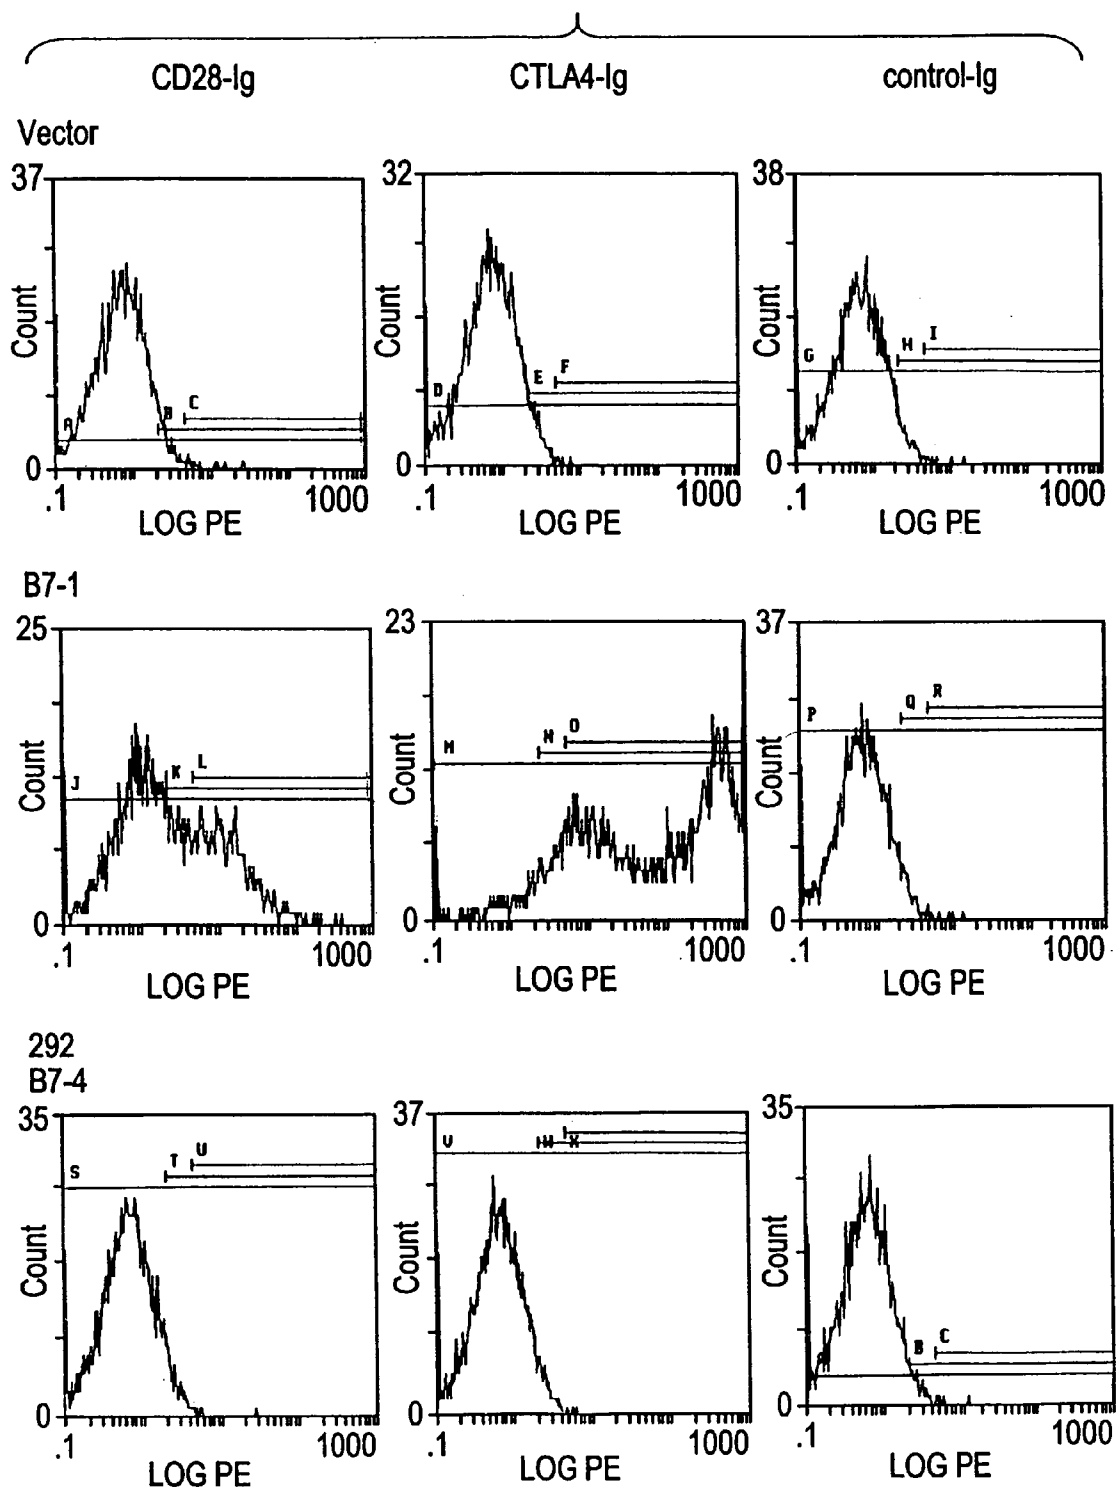 CD28-Ig CTLA4-Ig control-Ig
Vector
37 32 38
Count Count Count
A B C D E F G H I
0 0 0
.1 1000 .1 1000 .1 1000
LOG PE LOG PE LOG PE
B7-1
25 23 37
Count Count Count
J K L M N O P Q R
0 0 0
.1 1000 .1 1000 .1 1000
LOG PE LOG PE LOG PE
292
B7-4
35 37 35
Count Count Count
S T U V W X B C
0 0 0
.1 1000 .1 1000 .1 1000
LOG PE LOG PE LOG PE